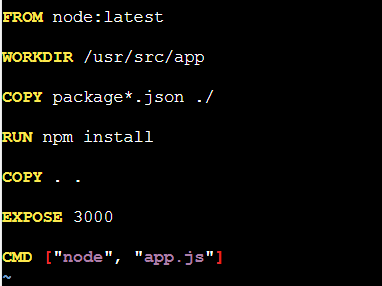 FROM node:latest
WORKDIR /usr/src/app
COPY package*.json ./
RUN npm install
COPY . .
EXPOSE 3000
CMD ["node", "app.js"]
~